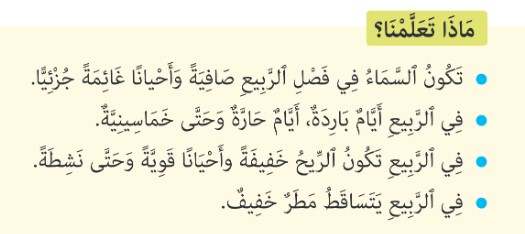 مَاذَا تَعَلَّمْنَا؟
• تَكُونُ ٱلسَّمَاءُ فِي فَصْلِ ٱلرَّبِيعِ صَافِيَةً وَأَحْيَانًا غَائِمَةً جُزْئِيًّا.
• فِي ٱلرَّبِيعِ أَيَّامٌ بَارِدَةٌ، أَيَّامٌ حَارَّةٌ وَحَتَّى خَمَاسِينِيَّةٌ.
• فِي ٱلرَّبِيعِ تَكُونُ ٱلرِّيحُ خَفِيفَةً وأَحْيَانًا قَوِيَّةً وَحَتَّى نَشِطَةً.
• فِي ٱلرَّبِيعِ يَتَسَاقَطُ مَطَرٌ خَفِيفٌ.